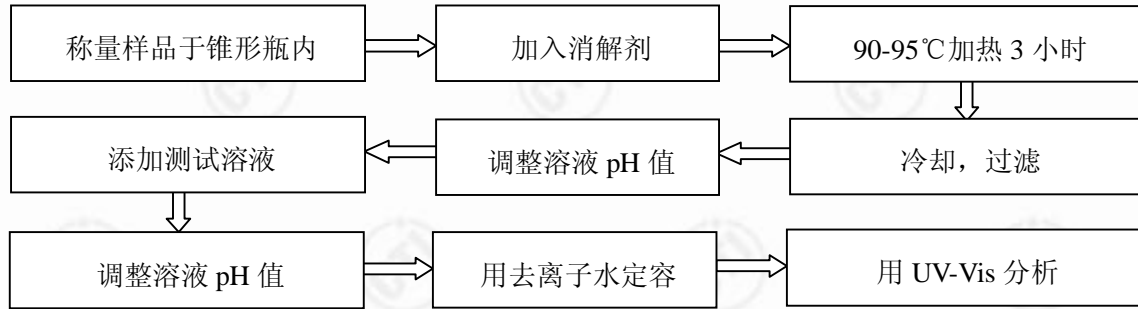 称量样品于锥形瓶内
加入消解剂
90-95℃加热 3 小时
冷却，过滤
调整溶液 pH 值
添加测试溶液
调整溶液 pH 值
用去离子水定容
用 UV-Vis 分析